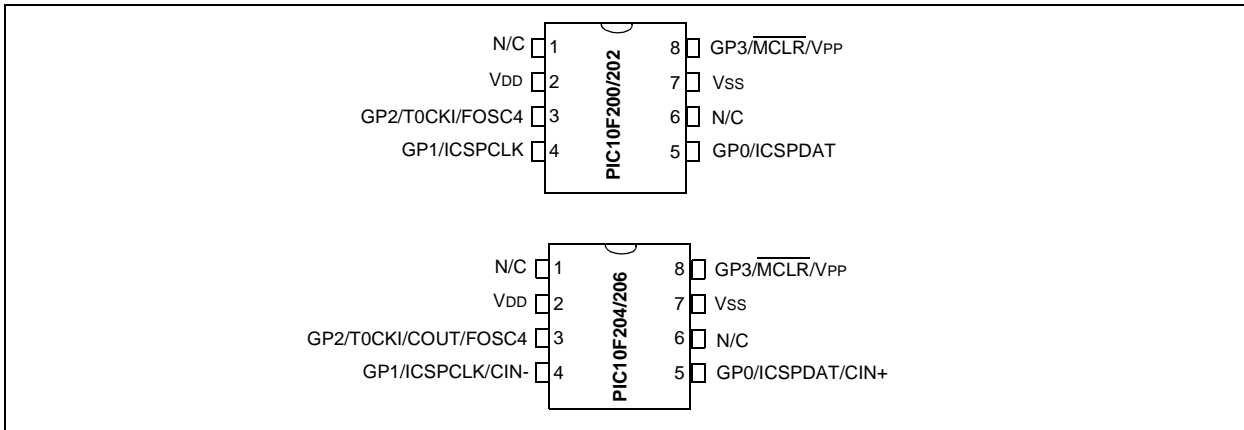 N/C 1 8 GP3/MCLR/VPP
VDD 2 7 VSS
GP2/T0CKI/FOSC4 3 6 N/C
GP1/ICSPCLK 4 5 GP0/ICSPDAT
PIC10F200/202
N/C 1 8 GP3/MCLR/VPP
VDD 2 7 VSS
GP2/T0CKI/COUT/FOSC4 3 6 N/C
GP1/ICSPCLK/CIN- 4 5 GP0/ICSPDAT/CIN+
PIC10F204/206